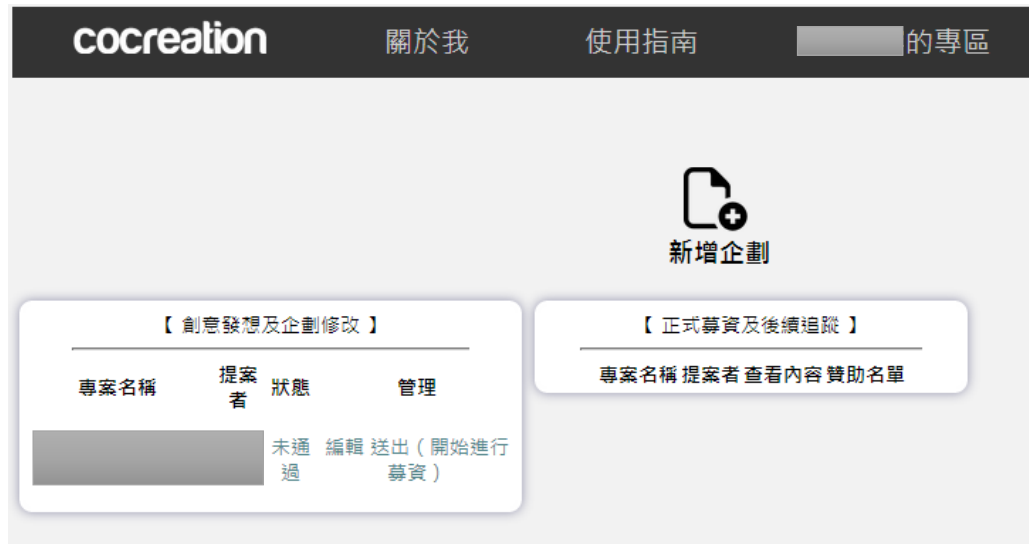 cocreation 關於我 使用指南 的專區
新增企劃
【 創意發想及企劃修改 】
專案名稱 提案者 狀態 管理
未通過 編輯 送出（開始進行募資）
【 正式募資及後續追蹤 】
專案名稱 提案者 查看內容 贊助名單